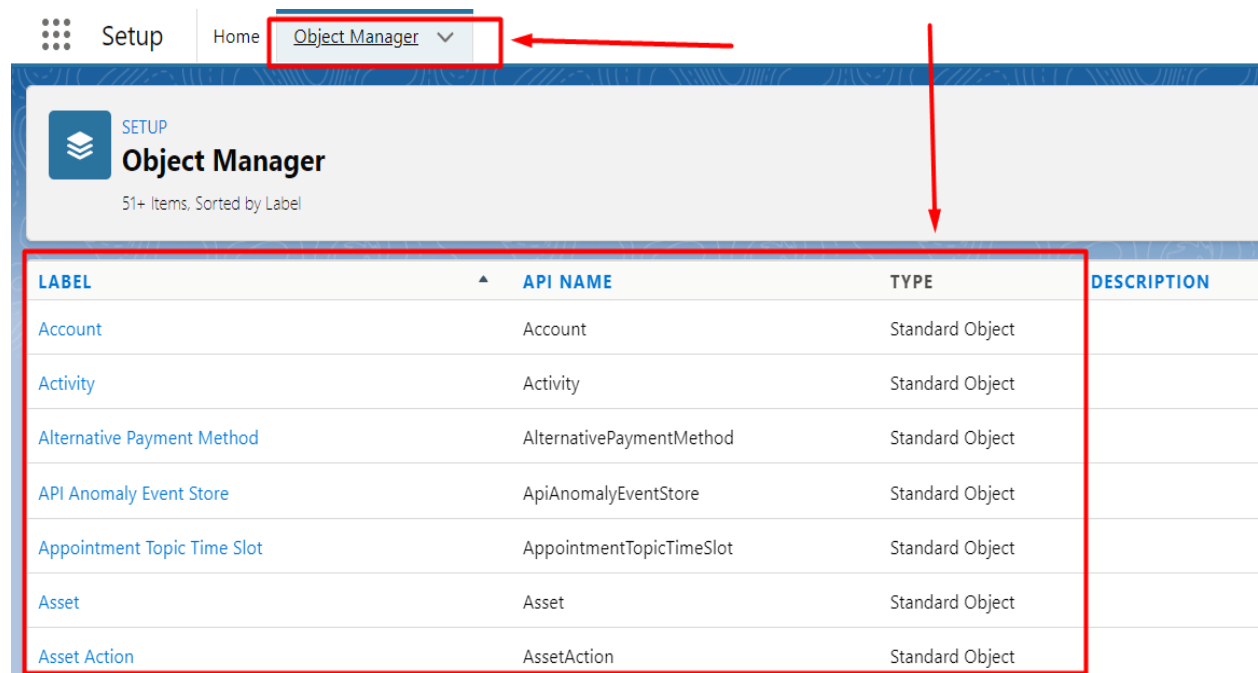 Setup Home Object Manager
SETUP
Object Manager
51+ Items, Sorted by Label
LABEL API NAME TYPE DESCRIPTION
Account Account Standard Object
Activity Activity Standard Object
Alternative Payment Method AlternativePaymentMethod Standard Object
API Anomaly Event Store ApiAnomalyEventStore Standard Object
Appointment Topic Time Slot AppointmentTopicTimeSlot Standard Object
Asset Asset Standard Object
Asset Action AssetAction Standard Object